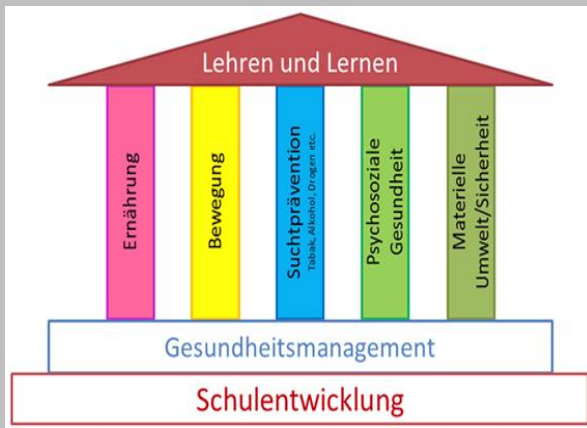 Lehren und Lernen
Ernährung
Bewegung
Suchtprävention
Tabak, Alkohol, Drogen etc.
Psychosoziale
Gesundheit
Materielle
Umwelt/Sicherheit
Gesundheitsmanagement
Schulentwicklung